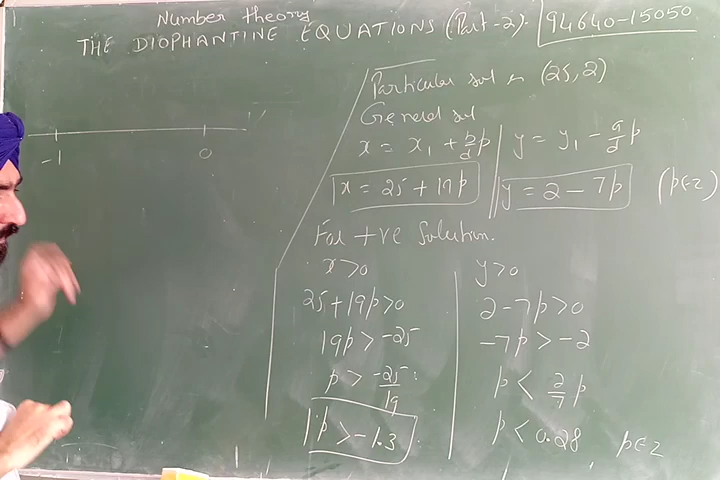 Number theory
THE DIOPHANTINE EQUATIONS (Part-2). 94640-15050
Particular sol is (25, 2)
General sol
x = x₁ + b/d p
y = y₁ - a/d p
x = 25 + 19p
y = 2 - 7p (p∈z)
For +ve Solution.
x>0
25+19p>0
19p > -25
p > -25/19
p > -1.3
y>0
2-7p>0
-7p > -2
p < 2/7 p
p < 0.28 p∈z
-1 0